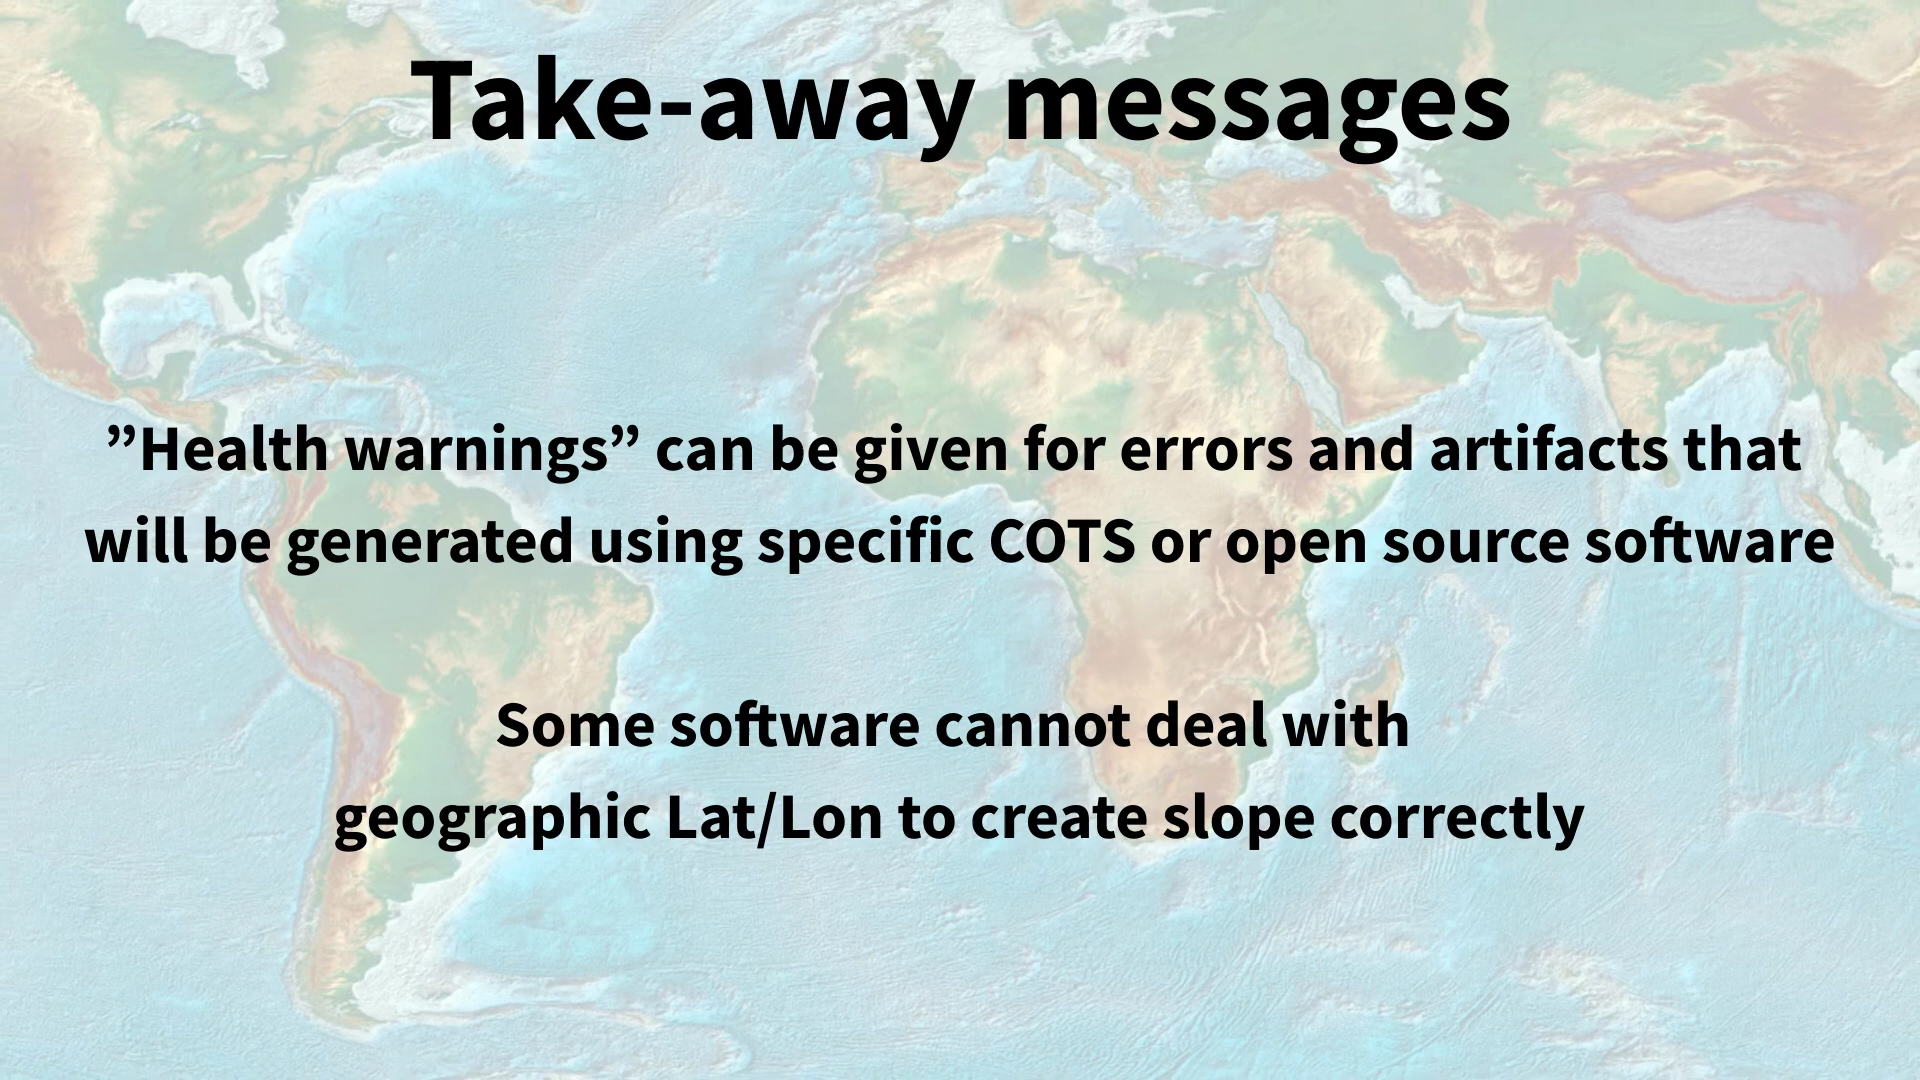 Take-away messages
”Health warnings” can be given for errors and artifacts that
will be generated using specific COTS or open source software
Some software cannot deal with
geographic Lat/Lon to create slope correctly